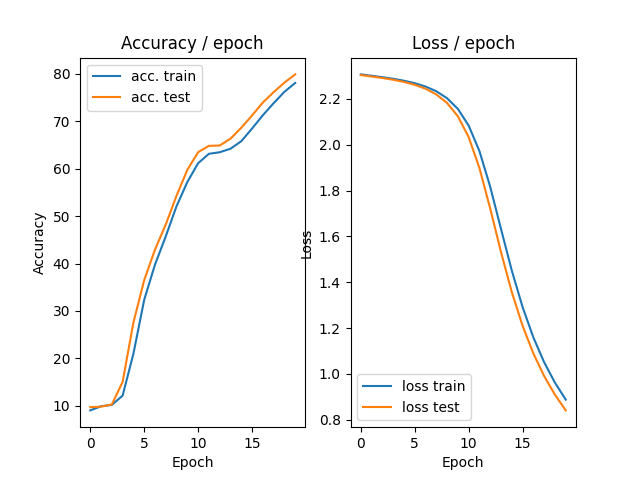 Accuracy / epoch
80
70
60
50
40
30
20
10
Accuracy
acc. train
acc. test
0
5
10
15
Epoch
Loss / epoch
2.2
2.0
1.8
1.6
1.4
1.2
1.0
0.8
Loss
loss train
loss test
0
5
10
15
Epoch